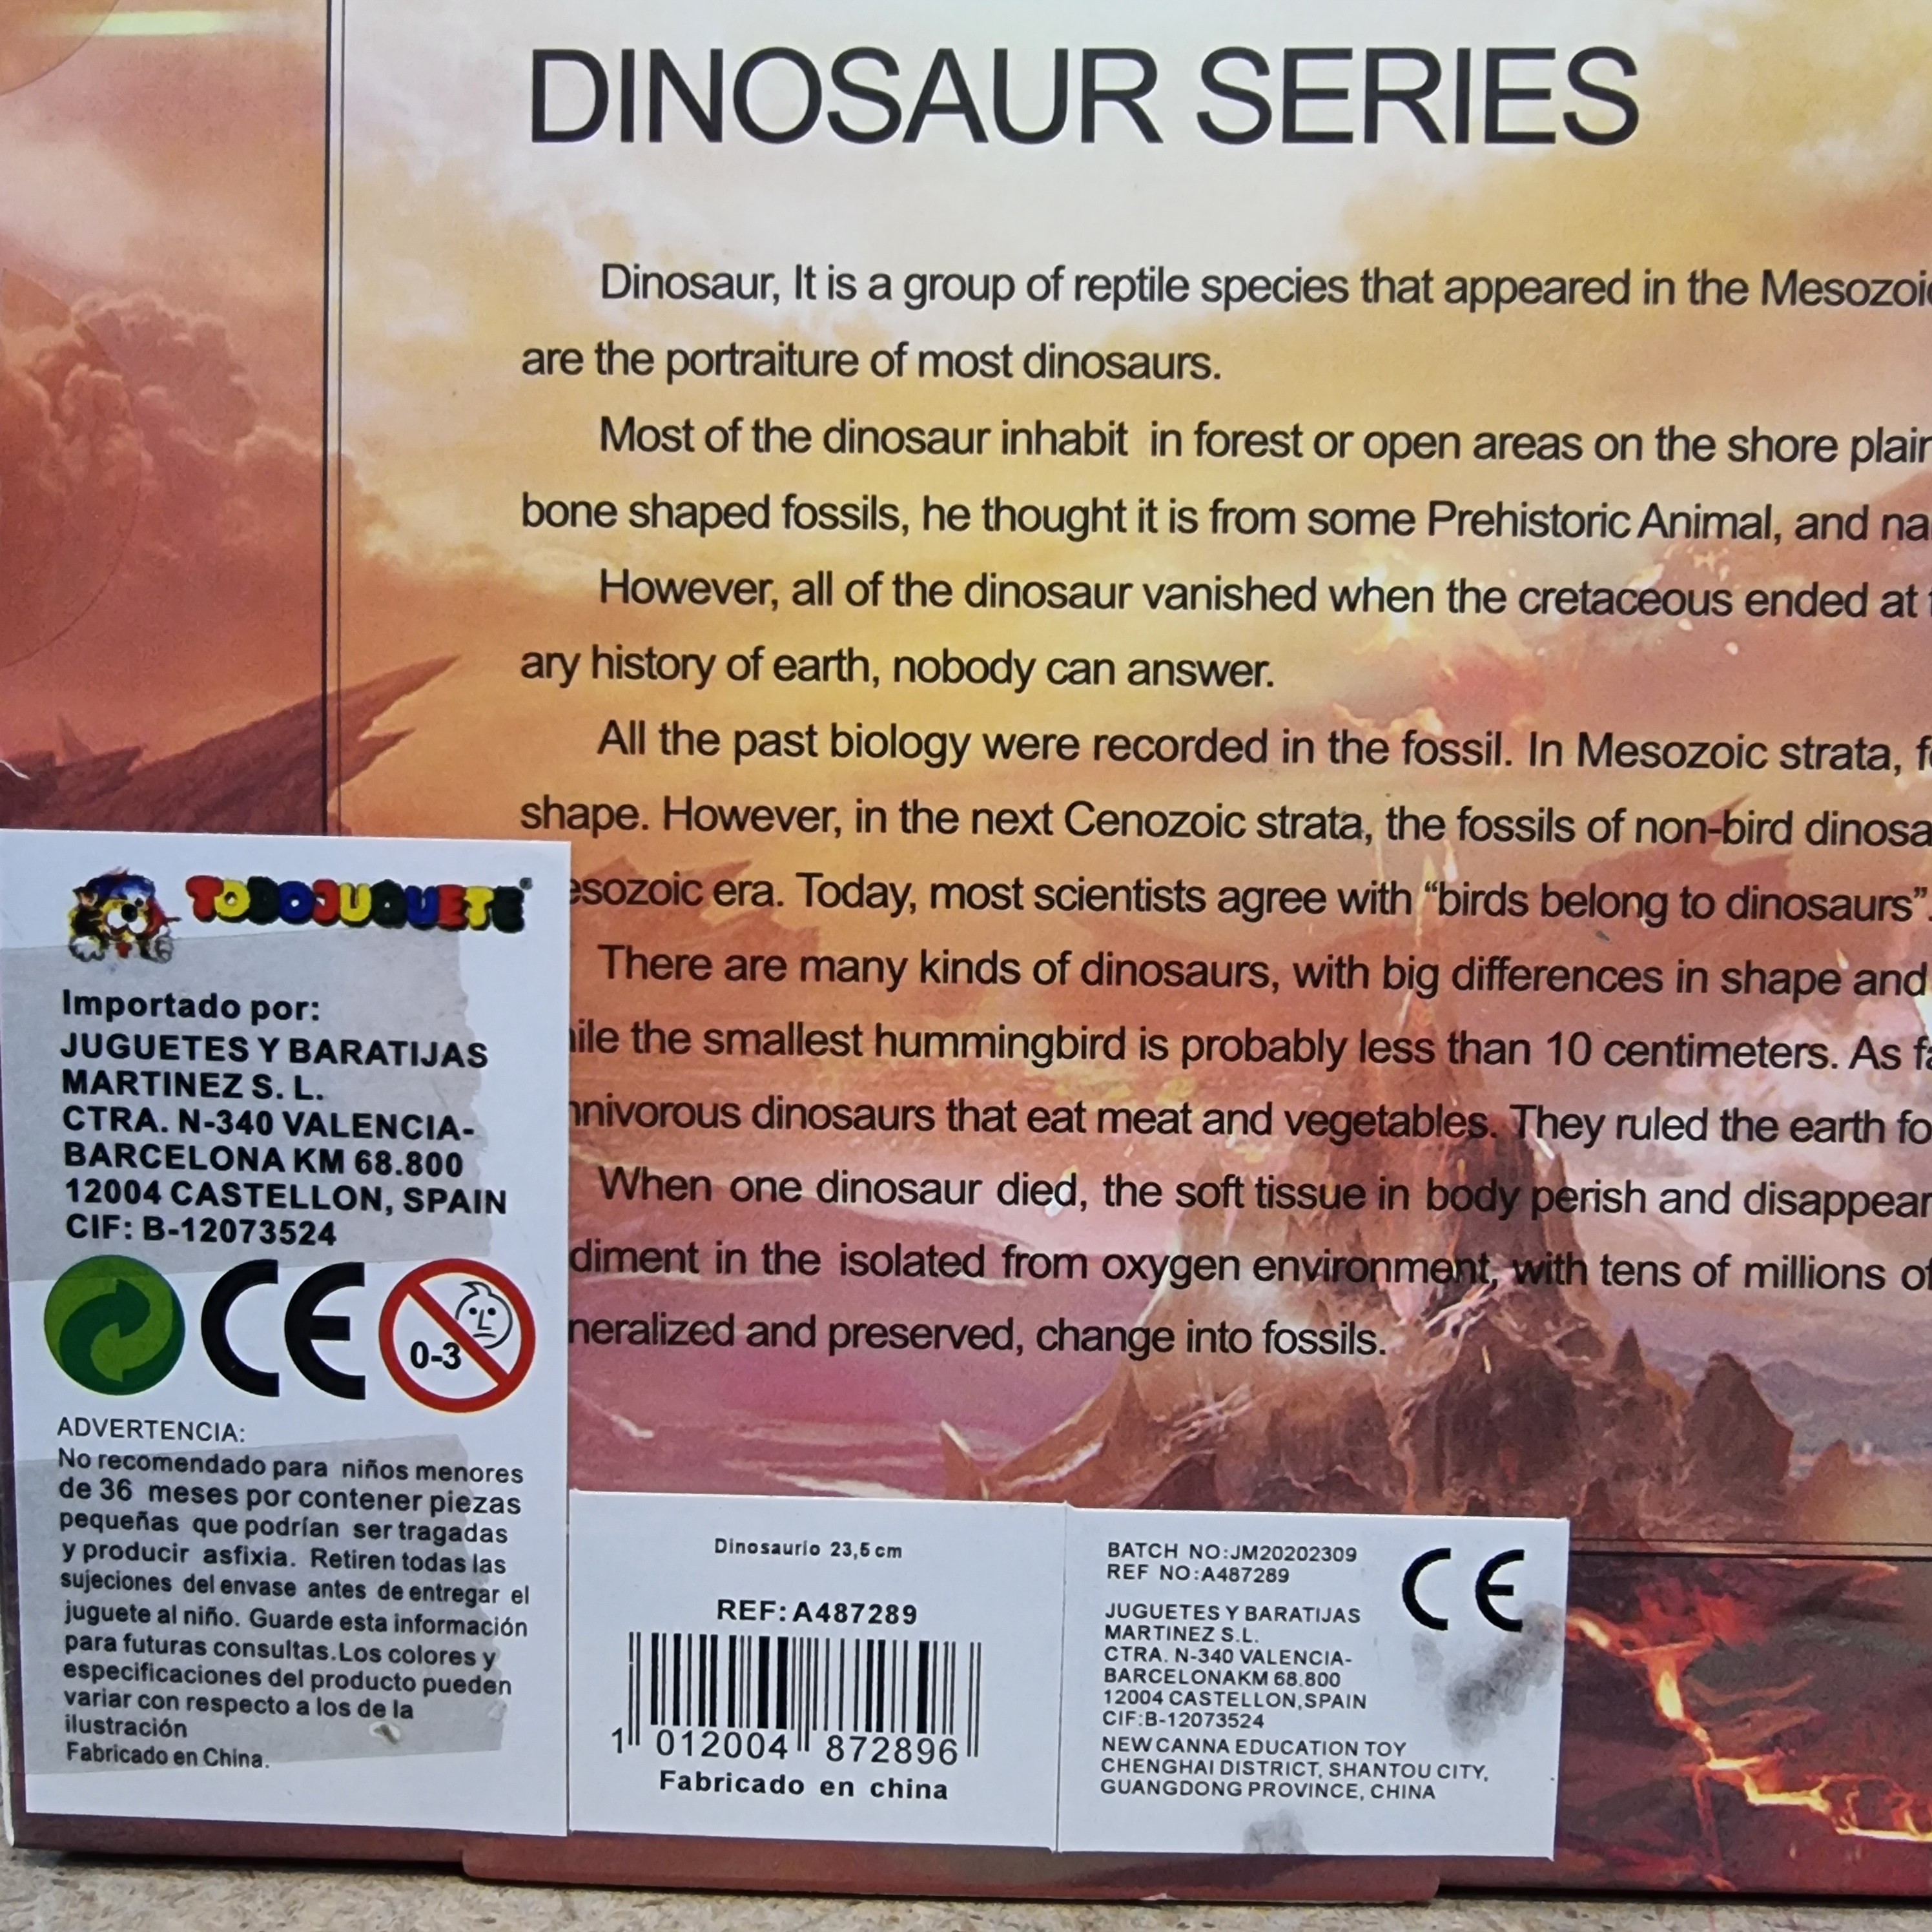 DINOSAUR SERIES
Dinosaur, It is a group of reptile species that appeared in the Mesozoic
are the portraiture of most dinosaurs.
Most of the dinosaur inhabit in forest or open areas on the shore
bone shaped fossils, he thought it is from some Prehistoric Animal, and
However, all of the dinosaur vanished when the cretaceous ended at
ary history of earth, nobody can answer.
All the past biology were recorded in the fossil. In Mesozoic strata,
shape. However, in the next Cenozoic strata, the fossils of non-bird
esozoic era. Today, most scientists agree with “birds belong to dinosaurs”
There are many kinds of dinosaurs, with big differences in shape and
ile the smallest hummingbird is probably less than 10 centimeters. As
nnivorous dinosaurs that eat meat and vegetables. They ruled the earth
When one dinosaur died, the soft tissue in body perish and disappear
diment in the isolated from oxygen environment, with tens of millions of
neralized and preserved, change into fossils.
TODOJUGUETE®
Importado por:
JUGUETES Y BARATIJAS
MARTINEZ S. L.
CTRA. N-340 VALENCIA-
BARCELONA KM 68.800
12004 CASTELLON, SPAIN
CIF: B-12073524
CE 0-3
ADVERTENCIA:
No recomendado para niños menores
de 36 meses por contener piezas
pequeñas que podrían ser tragadas
y producir asfixia. Retiren todas las
sujeciones del envase antes de entregar el
juguete al niño. Guarde esta información
para futuras consultas.Los colores y
especificaciones del producto pueden
variar con respecto a los de la
ilustración
Fabricado en China.
Dinosaurio 23,5 cm
REF: A487289
1 012004 872896
Fabricado en china
BATCH NO:JM20202309
REF NO:A487289
CE
JUGUETES Y BARATIJAS
MARTINEZ S.L.
CTRA. N-340 VALENCIA-
BARCELONAKM 68.800
12004 CASTELLON,SPAIN
CIF:B-12073524
NEW CANNA EDUCATION TOY
CHENGHAI DISTRICT, SHANTOU CITY,
GUANGDONG PROVINCE, CHINA